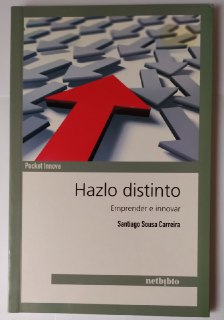 Pocket Innova
Hazlo distinto
Emprender e innovar
Santiago Sousa Carreira
netbiblo